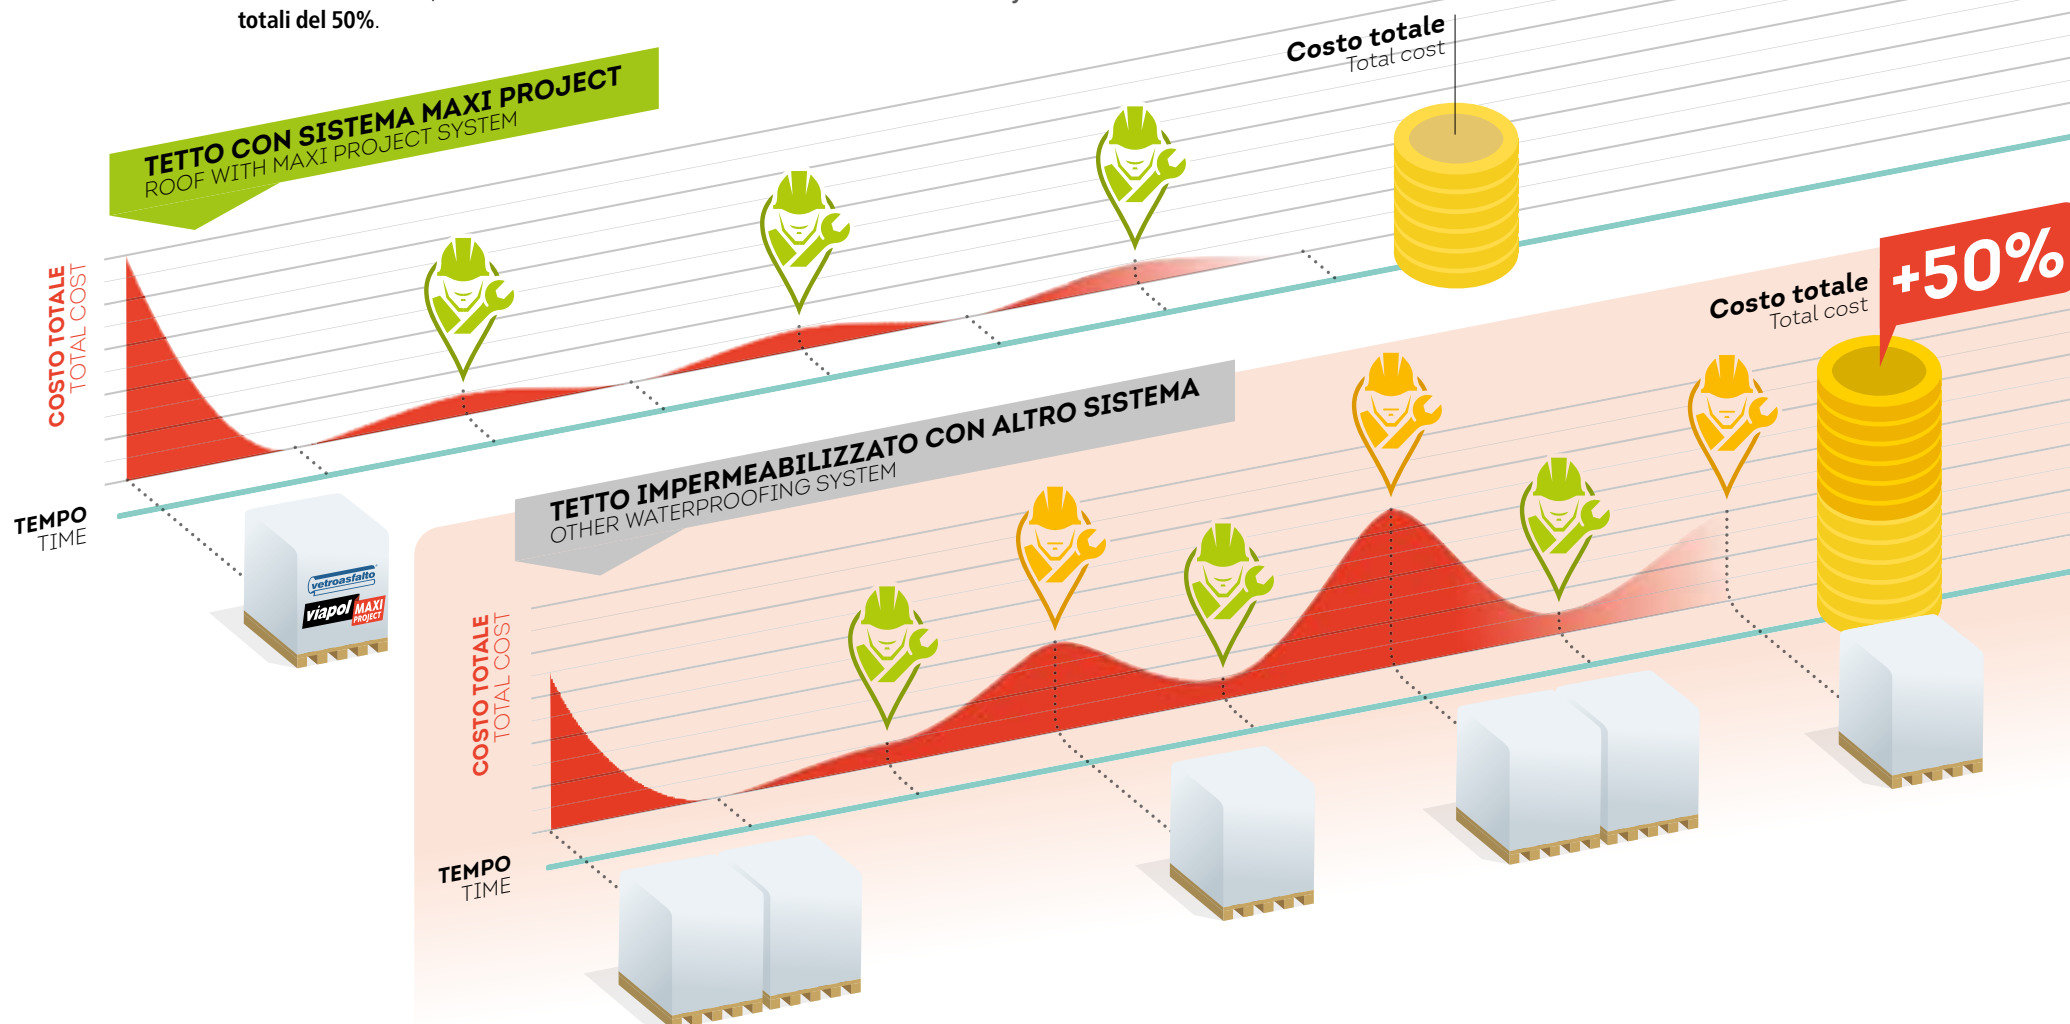 totali del 50%.
Costo totale
Total cost
TETTO CON SISTEMA MAXI PROJECT
ROOF WITH MAXI PROJECT SYSTEM
COSTO TOTALE
TOTAL COST
TEMPO
TIME
vetroasfalto
viapol MAXI
PROJECT
+50%
Costo totale
Total cost
TETTO IMPERMEABILIZZATO CON ALTRO SISTEMA
OTHER WATERPROOFING SYSTEM
COSTO TOTALE
TOTAL COST
TEMPO
TIME